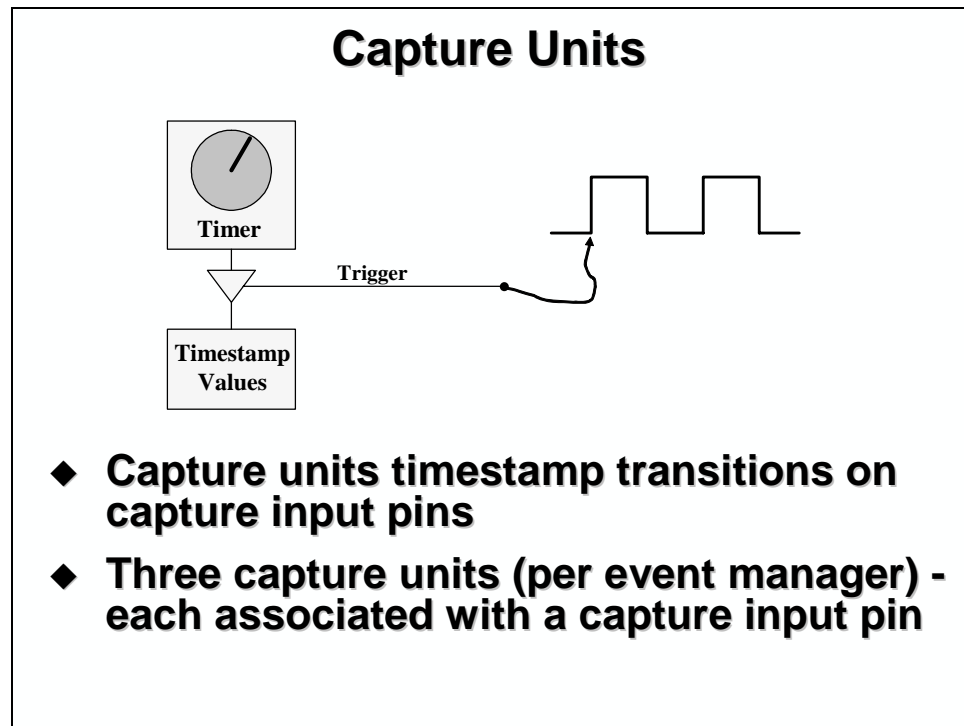 Capture Units
Timer
Trigger
Timestamp
Values
◆ Capture units timestamp transitions on
capture input pins
◆ Three capture units (per event manager) -
each associated with a capture input pin